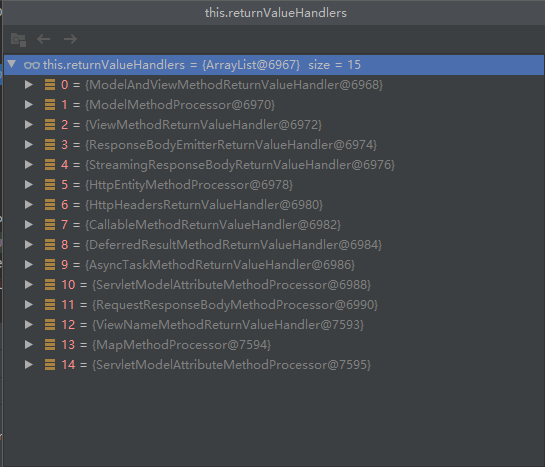 this.returnValueHandlers
this.returnValueHandlers = {ArrayList@6967} size = 15
0 = {ModelAndViewMethodReturnValueHandler@6968}
1 = {ModelMethodProcessor@6970}
2 = {ViewMethodReturnValueHandler@6972}
3 = {ResponseBodyEmitterReturnValueHandler@6974}
4 = {StreamingResponseBodyReturnValueHandler@6976}
5 = {HttpEntityMethodProcessor@6978}
6 = {HttpHeadersReturnValueHandler@6980}
7 = {CallableMethodReturnValueHandler@6982}
8 = {DeferredResultMethodReturnValueHandler@6984}
9 = {AsyncTaskMethodReturnValueHandler@6986}
10 = {ServletModelAttributeMethodProcessor@6988}
11 = {RequestResponseBodyMethodProcessor@6990}
12 = {ViewNameMethodReturnValueHandler@7593}
13 = {MapMethodProcessor@7594}
14 = {ServletModelAttributeMethodProcessor@7595}